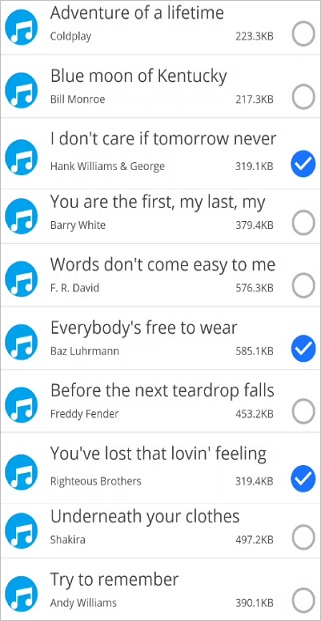 Adventure of a lifetime
Coldplay 223.3KB
Blue moon of Kentucky
Bill Monroe 217.3KB
I don't care if tomorrow never
Hank Williams & George 319.1KB
You are the first, my last, my
Barry White 379.4KB
Words don't come easy to me
F. R. David 576.3KB
Everybody's free to wear
Baz Luhrmann 585.1KB
Before the next teardrop falls
Freddy Fender 453.2KB
You've lost that lovin' feeling
Righteous Brothers 319.4KB
Underneath your clothes
Shakira 497.2KB
Try to remember
Andy Williams 390.1KB